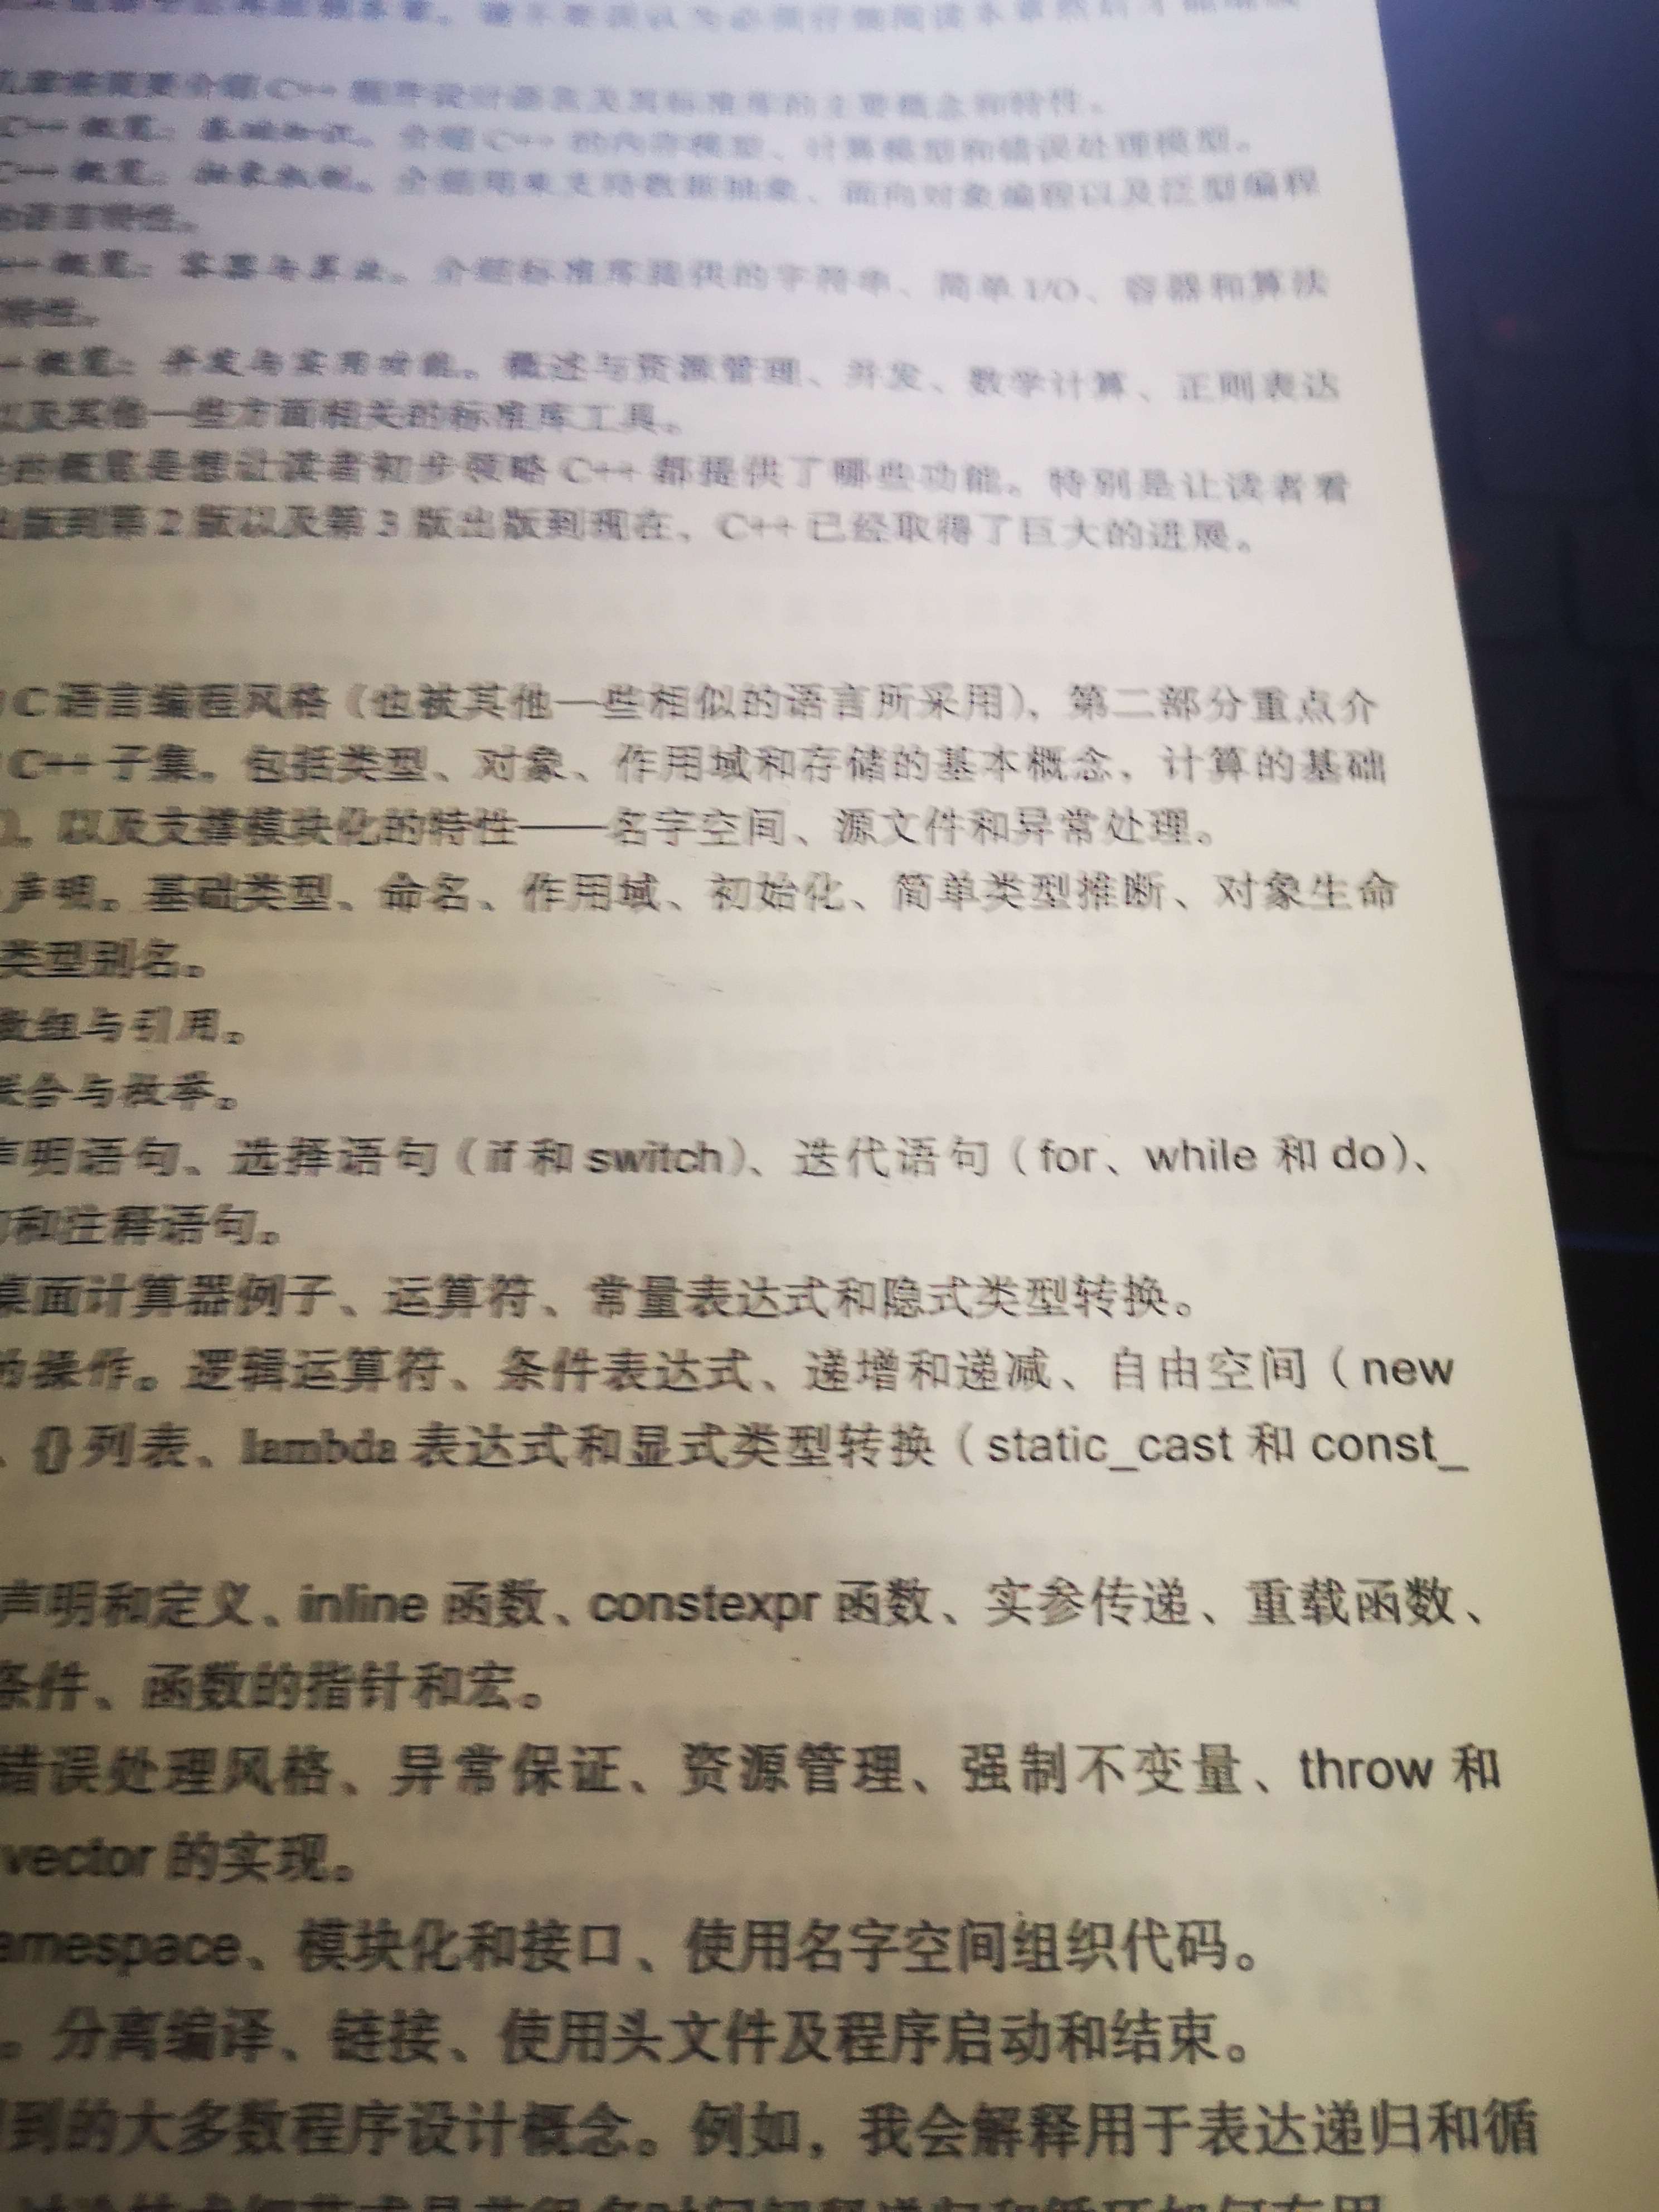 介绍 C++ 程序设计语言及其标准库的主要概念和特性。
C++ 概览：基础知识。介绍 C++ 的内存模型、计算模型和错误处理模型。
C++ 概览：抽象机制。介绍用来支持数据抽象、面向对象编程以及泛型编程
的语言特性。
概览：容器与算法。介绍标准库提供的字符串、简单 I/O、容器和算法
特性。
概览：并发与实用功能。概述与资源管理、并发、数学计算、正则表达
以及其他一些方面相关的标准库工具。
的概览是想让读者初步领略 C++ 都提供了哪些功能。特别是让读者看
出版到第 2 版以及第 3 版出版到现在，C++ 已经取得了巨大的进展。
C 语言编程风格（也被其他一些相似的语言所采用），第二部分重点介
C++ 子集。包括类型、对象、作用域和存储的基本概念，计算的基础
以及支撑模块化的特性——名字空间、源文件和异常处理。
声明。基础类型、命名、作用域、初始化、简单类型推断、对象生命
类型别名。
数组与引用。
联合与枚举。
声明语句、选择语句（if 和 switch）、迭代语句（for、while 和 do）、
和注释语句。
桌面计算器例子、运算符、常量表达式和隐式类型转换。
的操作。逻辑运算符、条件表达式、递增和递减、自由空间（new
、{} 列表、lambda 表达式和显式类型转换（static_cast 和 const_
声明和定义、inline 函数、constexpr 函数、实参传递、重载函数、
条件、函数的指针和宏。
错误处理风格、异常保证、资源管理、强制不变量、throw 和
vector 的实现。
amespace、模块化和接口、使用名字空间组织代码。
。分离编译、链接、使用头文件及程序启动和结束。
到的大多数程序设计概念。例如，我会解释用于表达递归和循